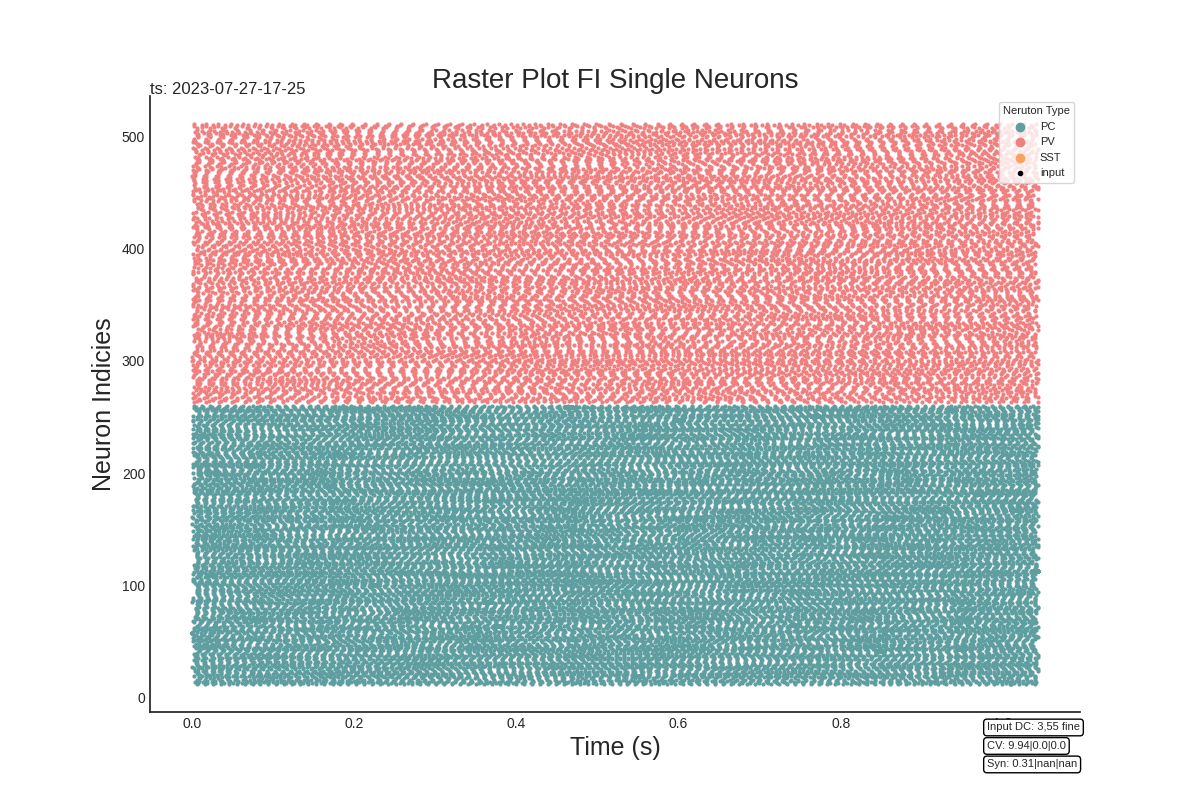 Raster Plot FI Single Neurons
ts: 2023-07-27-17-25
Neruton Type
PC
PV
SST
input
500
400
300
200
100
0
Neuron Indicies
0.0 0.2 0.4 0.6 0.8
Time (s)
Input DC: 3,55 fine
CV: 9.94|0.0|0.0
Syn: 0.31|nan|nan